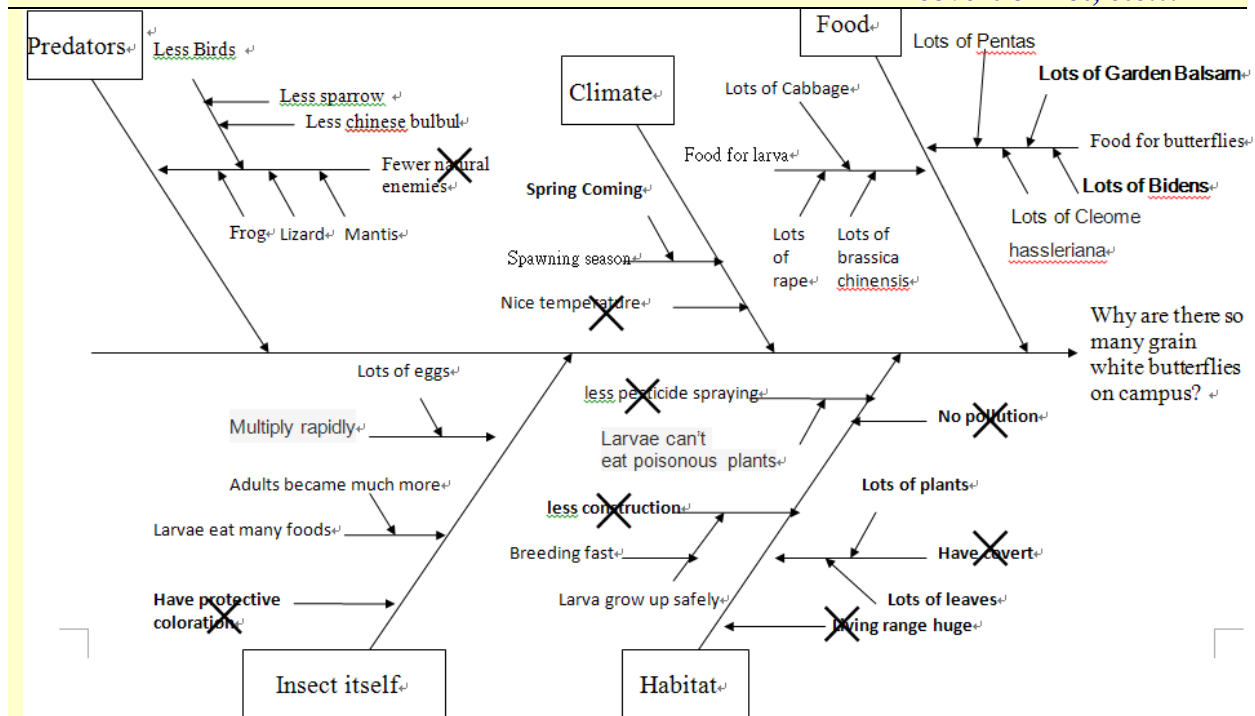 Predators
Less Birds
Less sparrow
Less chinese bulbul
Fewer natural
enemies
Frog
Lizard
Mantis
Climate
Spring Coming
Spawning season
Nice temperature
Food
Lots of Pentas
Lots of Garden Balsam
Lots of Cabbage
Food for larva
Food for butterflies
Lots of Bidens
Lots of Cleome
hassleriana
Lots
of
rape
Lots of
brassica
chinensis
Why are there so
many grain
white butterflies
on campus?
Lots of eggs
Multiply rapidly
Adults became much more
Larvae eat many foods
Have protective
coloration
Insect itself
less pesticide spraying
No pollution
Larvae can't
eat poisonous plants
less construction
Lots of plants
Breeding fast
Have covert
Larva grow up safely
Lots of leaves
Living range huge
Habitat